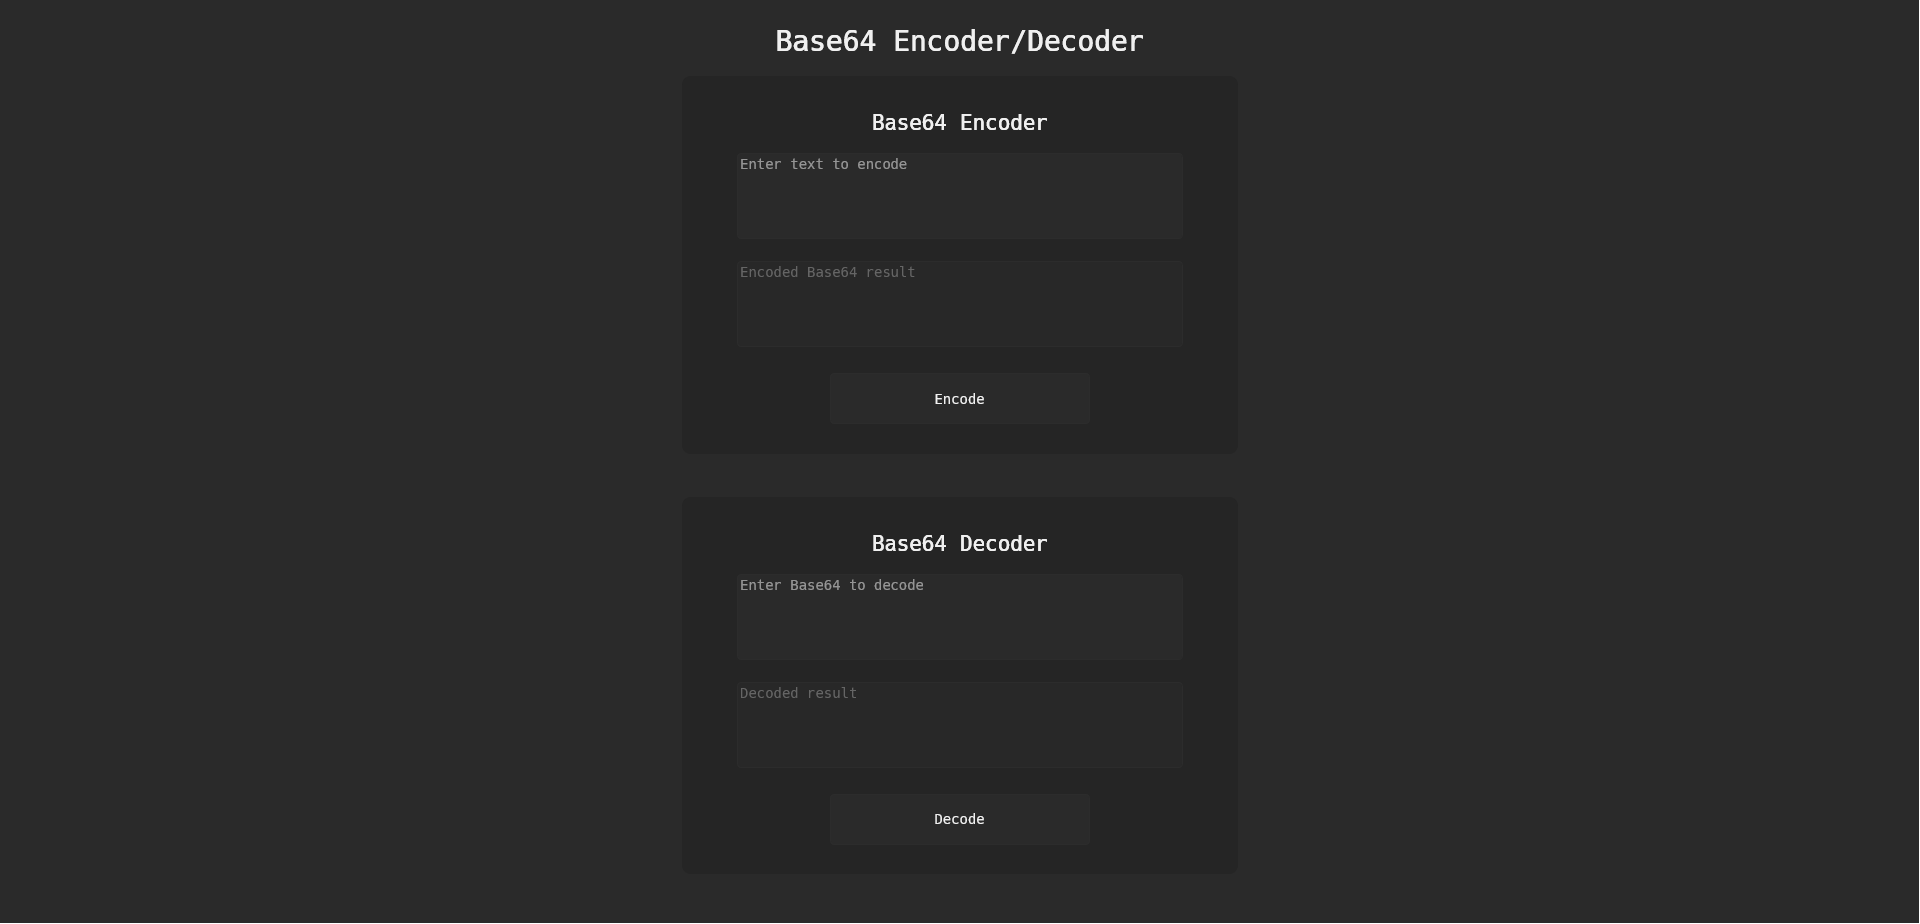 Base64 Encoder/Decoder
Base64 Encoder
Enter text to encode
Encoded Base64 result
Encode
Base64 Decoder
Enter Base64 to decode
Decoded result
Decode